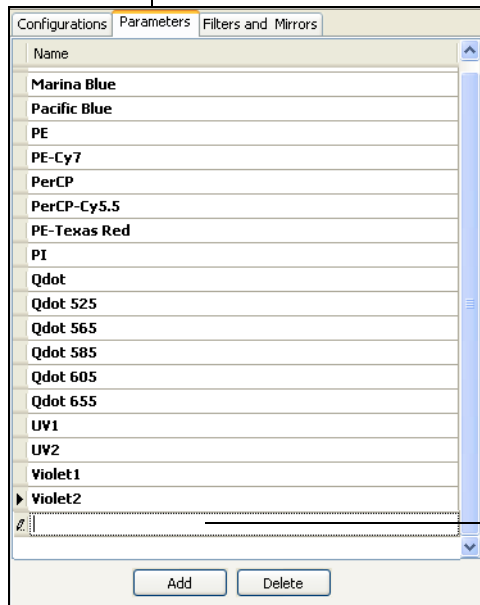 Configurations Parameters Filters and Mirrors
Name
Marina Blue
Pacific Blue
PE
PE-Cy7
PerCP
PerCP-Cy5.5
PE-Texas Red
PI
Qdot
Qdot 525
Qdot 565
Qdot 585
Qdot 605
Qdot 655
UV1
UV2
Violet1
Violet2
Add Delete